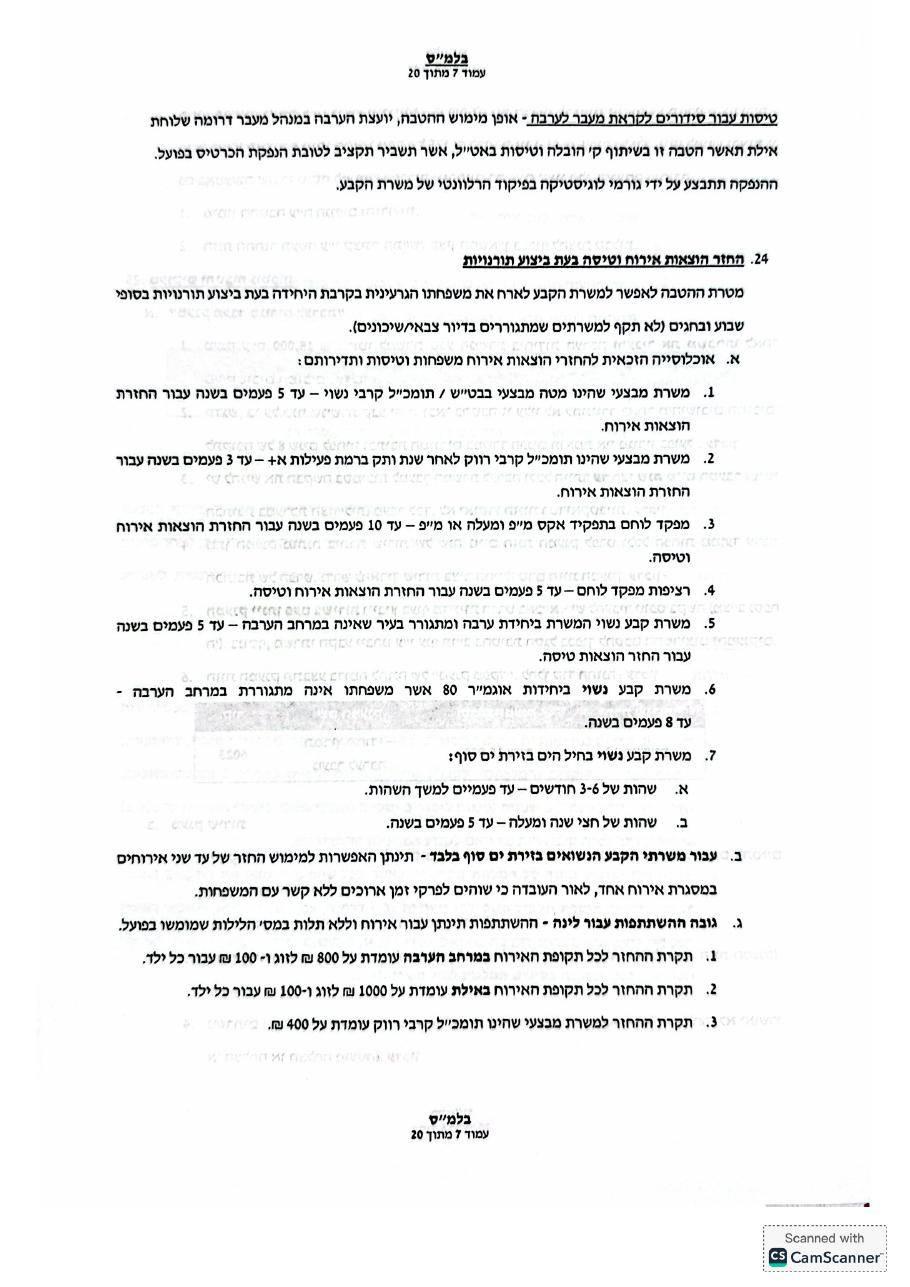 בלמ״ס
עמוד 7 מתוך 20
טיסות עבור סידורים לקראת מעבר לערבה - אופן מימוש ההטבה, יועצת הערבה במנהל מעבר דרומה שלוחת
אילת תאשר הטבה זו בשיתוף ק׳ הובלה וטיסות באט״ל, אשר תשביר תקציב לטובת הנפקת הכרטיס בפועל.
ההנפקה תתבצע על ידי גורמי לוגיסטיקה בפיקוד הרלוונטי של משרת הקבע.
24. החזר הוצאות אירוח וטיסה בעת ביצוע תורנויות
מטרת ההטבה לאפשר למשרת הקבע לארח את משפחתו הגרעינית בקרבת היחידה בעת ביצוע תורנויות בסופי
שבוע ובחגים (לא תקף למשרתים שמתגוררים בדיור צבאי/שיכונים).
א. אוכלוסייה הזכאית להחזרי הוצאות אירוח משפחות וטיסות ותדירותם:
1. משרת מבצעי שהינו מטה מבצעי בבט״ש / תומכ״ל קרבי נשוי – עד 5 פעמים בשנה עבור החזרת
הוצאות אירוח.
2. משרת מבצעי שהינו תומכ״ל קרבי רווק לאחר שנת ותק ברמת פעילות א+ – עד 3 פעמים בשנה עבור
החזרת הוצאות אירוח.
3. מפקד לוחם בתפקיד אקס מ״פ ומעלה או מ״פ – עד 10 פעמים בשנה עבור החזרת הוצאות אירוח
וטיסה.
4. רציפות מפקד לוחם – עד 5 פעמים בשנה עבור החזרת הוצאות אירוח וטיסה.
5. משרת קבע נשוי המשרת ביחידת ערבה ומתגורר בעיר שאינה במרחב הערבה – עד 5 פעמים בשנה
עבור החזר הוצאות טיסה.
6. משרת קבע נשוי ביחידות אוגמ״ר 80 אשר משפחתו אינה מתגוררת במרחב הערבה -
עד 8 פעמים בשנה.
7. משרת קבע נשוי בחיל הים בזירת ים סוף:
א. שהות של 3-6 חודשים – עד פעמיים למשך השהות.
ב. שהות של חצי שנה ומעלה – עד 5 פעמים בשנה.
ב. עבור משרתי הקבע הנשואים בזירת ים סוף בלבד - תינתן האפשרות למימוש החזר של עד שני אירוחים
במסגרת אירוח אחד, לאור העובדה כי שוהים לפרקי זמן ארוכים ללא קשר עם המשפחות.
ג. גובה ההשתתפות עבור לינה - ההשתתפות תינתן עבור אירוח וללא תלות במס׳ הלילות שמומשו בפועל.
1. תקרת ההחזר לכל תקופת האירוח במרחב הערבה עומדת על 800 ₪ לזוג ו- 100 ₪ עבור כל ילד.
2. תקרת ההחזר לכל תקופת האירוח באילת עומדת על 1000 ₪ לזוג ו-100 ₪ עבור כל ילד.
3. תקרת ההחזר למשרת מבצעי שהינו תומכ״ל קרבי רווק עומדת על 400 ₪.
בלמ״ס
עמוד 7 מתוך 20
Scanned with
CS CamScanner